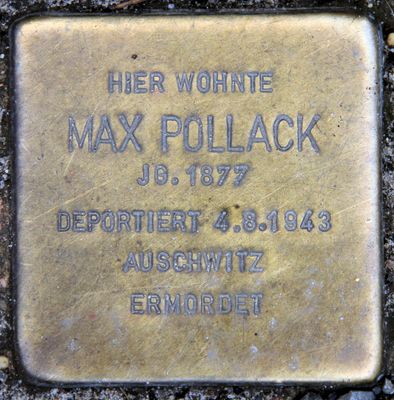 HIER WOHNTE
MAX POLLACK
JG. 1877
DEPORTIERT 4.8.1943
AUSCHWITZ
ERMORDET